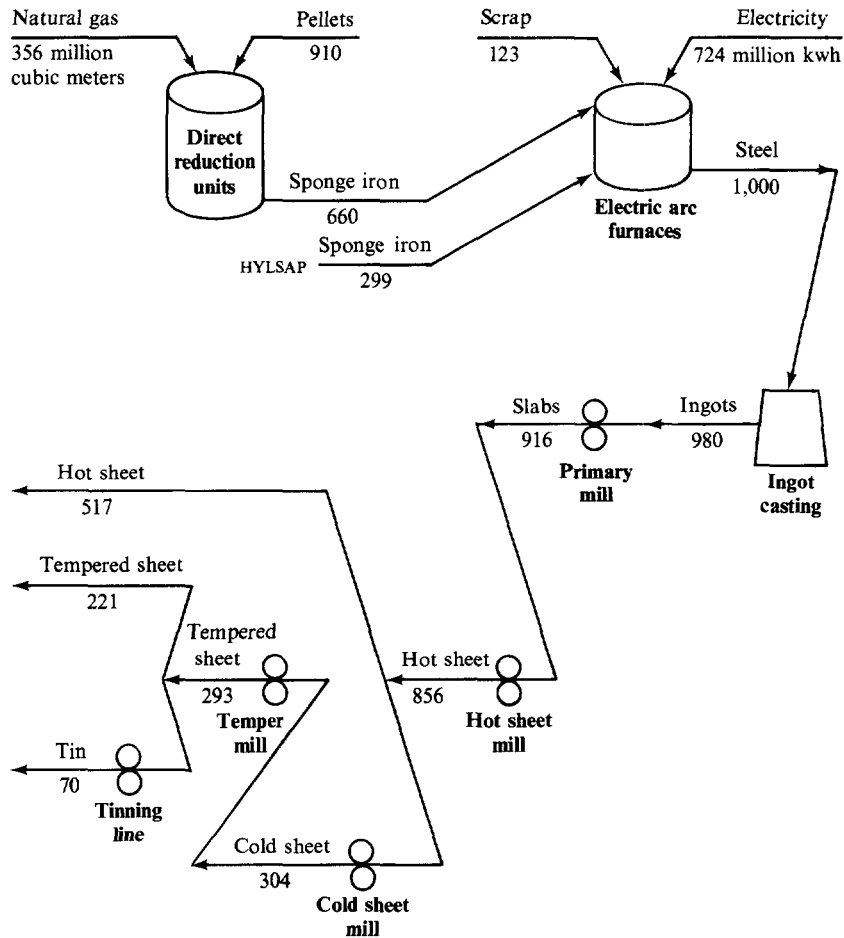 Natural gas
356 million
cubic meters
Pellets
910
Scrap
123
Electricity
724 million kwh
Direct
reduction
units
Sponge iron
660
Sponge iron
HYLSAP
299
Electric arc
furnaces
Steel
1,000
Slabs
916
Ingots
980
Primary
mill
Ingot
casting
Hot sheet
517
Tempered sheet
221
Tempered
sheet
293
Temper
mill
Hot sheet
856
Hot sheet
mill
Tin
70
Tinning
line
Cold sheet
304
Cold sheet
mill